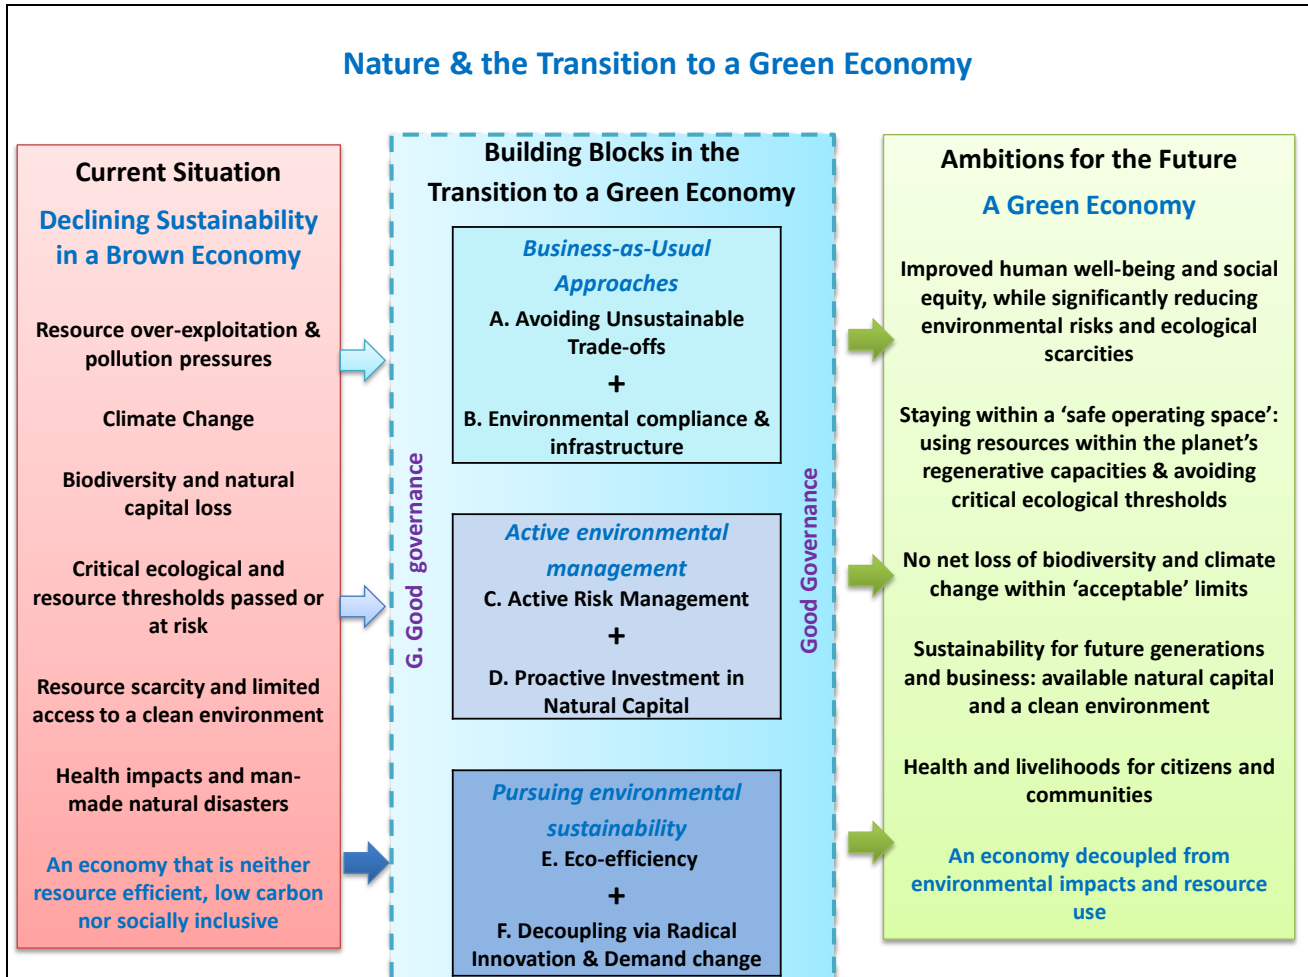 Nature & the Transition to a Green Economy
Current Situation
Declining Sustainability
in a Brown Economy
Resource over-exploitation &
pollution pressures
Climate Change
Biodiversity and natural
capital loss
Critical ecological and
resource thresholds passed or
at risk
Resource scarcity and limited
access to a clean environment
Health impacts and man-
made natural disasters
An economy that is neither
resource efficient, low carbon
nor socially inclusive
Building Blocks in the
Transition to a Green Economy
G. Good governance
Business-as-Usual
Approaches
A. Avoiding Unsustainable
Trade-offs
+
B. Environmental compliance &
infrastructure
Active environmental
management
C. Active Risk Management
+
D. Proactive Investment in
Natural Capital
Pursuing environmental
sustainability
E. Eco-efficiency
+
F. Decoupling via Radical
Innovation & Demand change
Good Governance
Ambitions for the Future
A Green Economy
Improved human well-being and social
equity, while significantly reducing
environmental risks and ecological
scarcities
Staying within a ‘safe operating space’:
using resources within the planet’s
regenerative capacities & avoiding
critical ecological thresholds
No net loss of biodiversity and climate
change within ‘acceptable’ limits
Sustainability for future generations
and business: available natural capital
and a clean environment
Health and livelihoods for citizens and
communities
An economy decoupled from
environmental impacts and resource
use